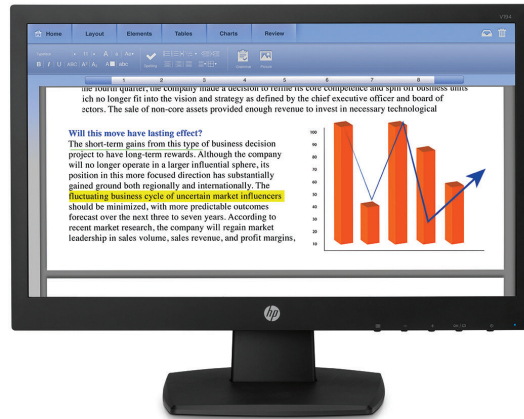 V194
Home Layout Elements Tables Charts Review
1 2 3 4 5 6 7 8
the fourth quarter, the company made a decision to refine its core competence and spin off business units
ich no longer fit into the vision and strategy as defined by the chief executive officer and board of
ectors. The sale of non-core assets provided enough revenue to invest in necessary technological
Will this move have lasting effect?
The short-term gains from this type of business decision
project to have long-term rewards. Although the company
will no longer operate in a larger influential sphere, its
position in this more focused direction has substantially
gained ground both regionally and internationally. The
fluctuating business cycle of uncertain market influencers
should be minimized, with more predictable outcomes
forecast over the next three to seven years. According to
recent market research, the company will regain market
leadership in sales volume, sales revenue, and profit margins,
100
90
80
70
60
50
40
30
20
10
hp